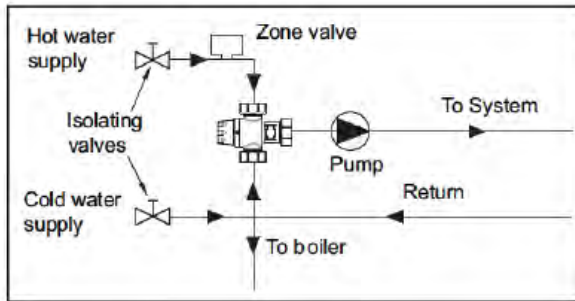 Hot water
supply
Zone valve
Isolating
valves
To System
Pump
Cold water
supply
Return
To boiler